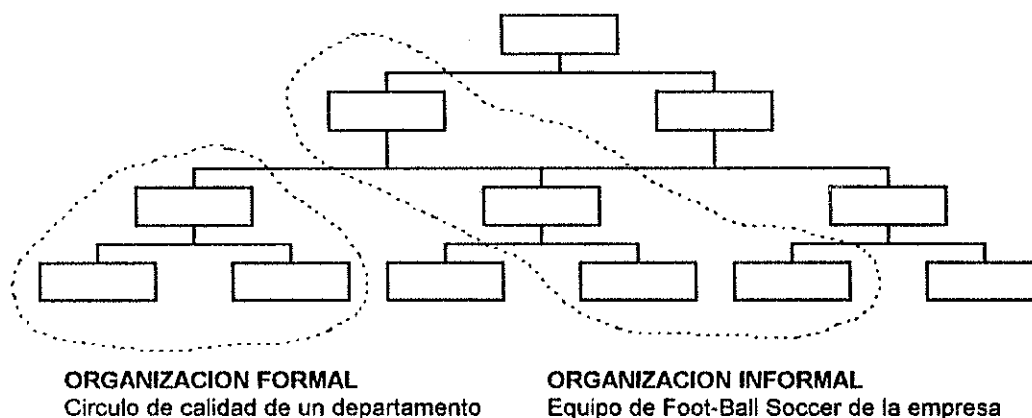 ORGANIZACION FORMAL
Circulo de calidad de un departamento
ORGANIZACION INFORMAL
Equipo de Foot-Ball Soccer de la empresa